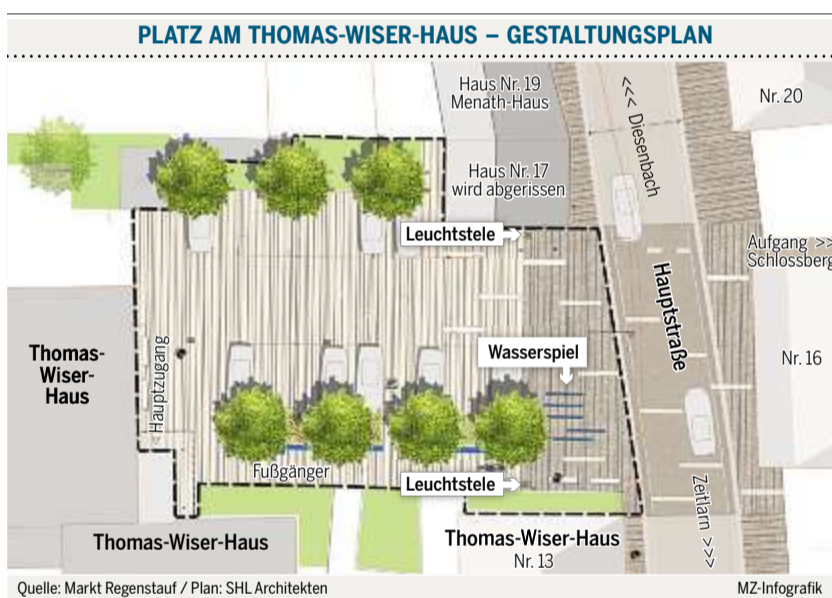 PLATZ AM THOMAS-WISER-HAUS – GESTALTUNGSPLAN
Haus Nr. 19
Menath-Haus
<<< Diesenbach
Nr. 20
Haus Nr. 17
wird abgerissen
Leuchtstele
Aufgang >>
Schlossberg
Hauptstraße
Thomas-
Wiser-
Haus
< Hauptzugang
Wasserspiel
Nr. 16
Fußgänger
Leuchtstele
Zeitlarn >>>
Thomas-Wiser-Haus
Thomas-Wiser-Haus
Nr. 13
Quelle: Markt Regenstauf / Plan: SHL Architekten
MZ-Infografik